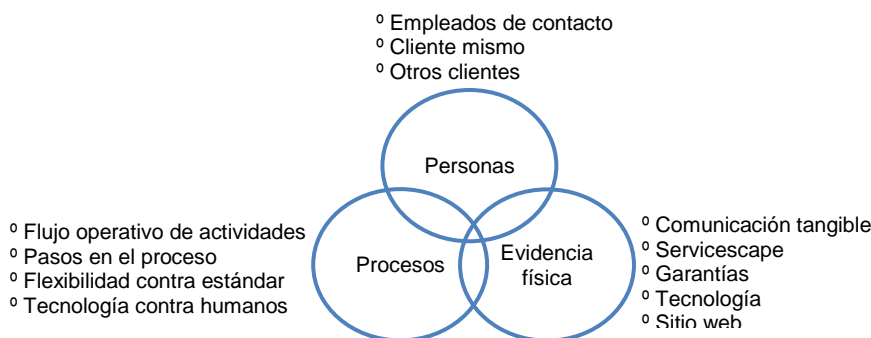 º Empleados de contacto
º Cliente mismo
º Otros clientes
Personas
º Flujo operativo de actividades
º Pasos en el proceso
º Flexibilidad contra estándar
º Tecnología contra humanos
Procesos
Evidencia
física
º Comunicación tangible
º Servicescape
º Garantías
º Tecnología
º Sitio web